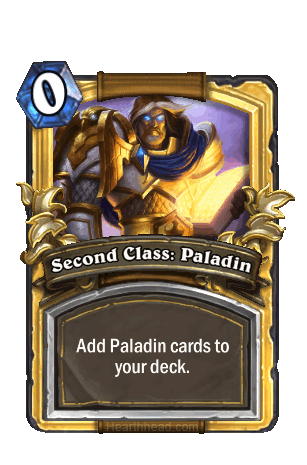 0
Second Class: Paladin
Add Paladin cards to
your deck.
Hearthhead.com